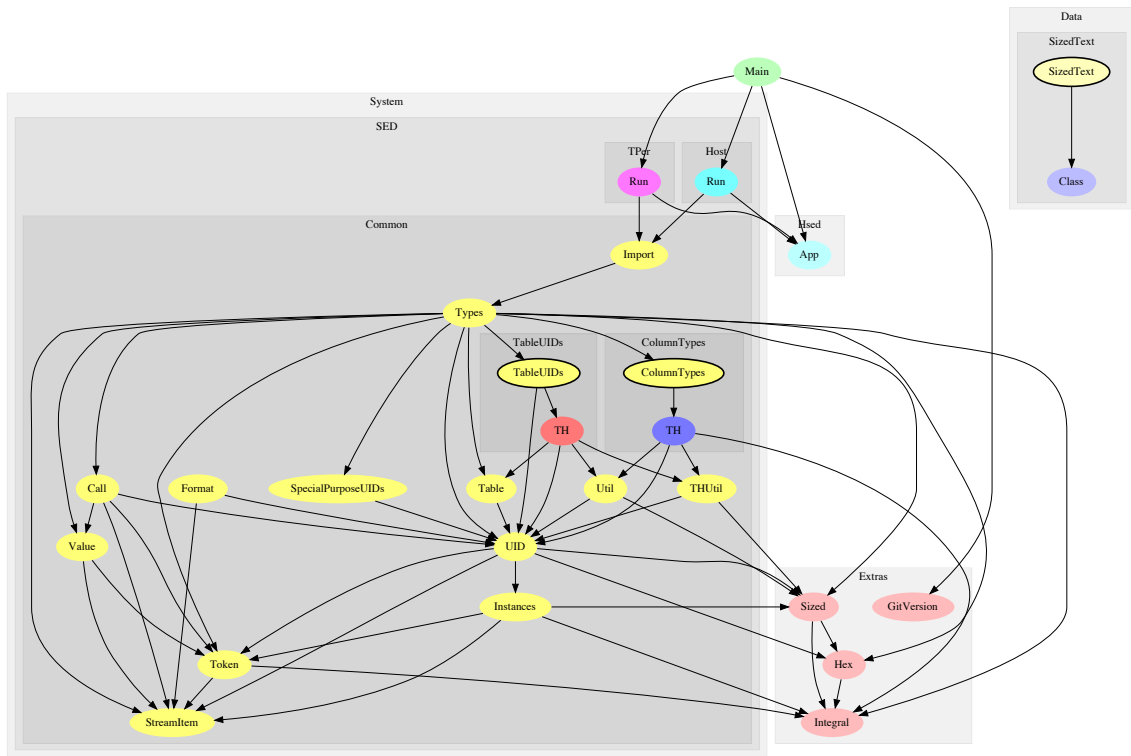 Data
SizedText
SizedText
Class
Main
System
SED
TPer
Host
Run
Run
Common
Hsed
Import
App
Types
TableUIDs
ColumnTypes
TableUIDs
ColumnTypes
TH
TH
Call
Format
SpecialPurposeUIDs
Table
Util
THUtil
Value
UID
Extras
Instances
Sized
GitVersion
Token
Hex
StreamItem
Integral